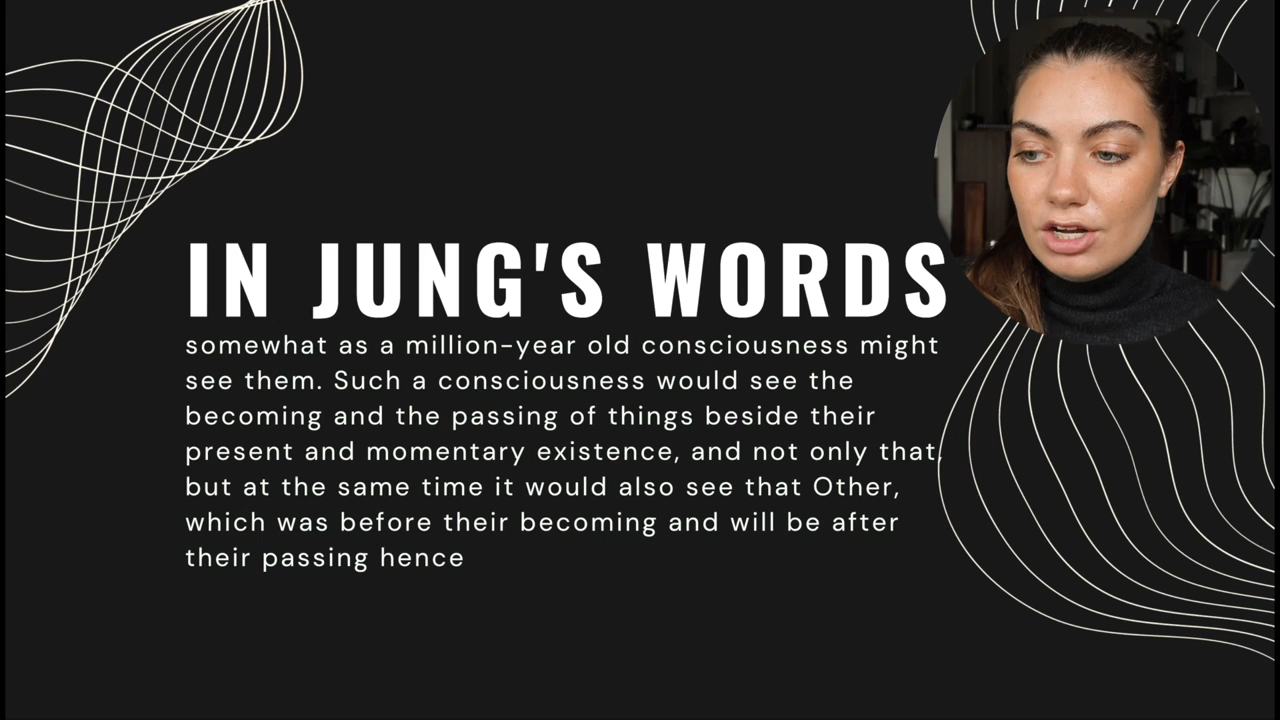 IN JUNG'S WORDS
somewhat as a million-year old consciousness might
see them. Such a consciousness would see the
becoming and the passing of things beside their
present and momentary existence, and not only that,
but at the same time it would also see that Other,
which was before their becoming and will be after
their passing hence